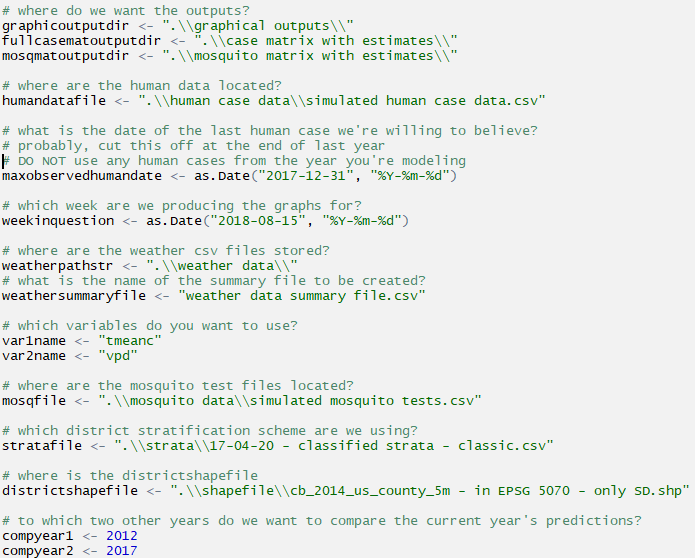 # where do we want the outputs?
graphicoutputdir <- ".\\graphical outputs\\"
fullcasematoutputdir <- ".\\case matrix with estimates\\"
mosqmatoutputdir <- ".\\mosquito matrix with estimates\\"
# where are the human data located?
humandatafile <- ".\\human case data\\simulated human case data.csv"
# what is the date of the last human case we're willing to believe?
# probably, cut this off at the end of last year
# DO NOT use any human cases from the year you're modeling
maxobservedhumandate <- as.Date("2017-12-31", "%Y-%m-%d")
# which week are we producing the graphs for?
weekinquestion <- as.Date("2018-08-15", "%Y-%m-%d")
# where are the weather csv files stored?
weatherpathstr <- ".\\weather data\\"
# what is the name of the summary file to be created?
weathersummaryfile <- "weather data summary file.csv"
# which variables do you want to use?
var1name <- "tmeanc"
var2name <- "vpd"
# where are the mosquito test files located?
mosqfile <- ".\\mosquito data\\simulated mosquito tests.csv"
# which district stratification scheme are we using?
stratafile <- ".\\strata\\17-04-20 - classified strata - classic.csv"
# where is the districtshapefile
districtshapefile <- ".\\shapefile\\cb_2014_us_county_5m - in EPSG 5070 - only SD.shp"
# to which two other years do we want to compare the current year's predictions?
compyear1 <- 2012
compyear2 <- 2017